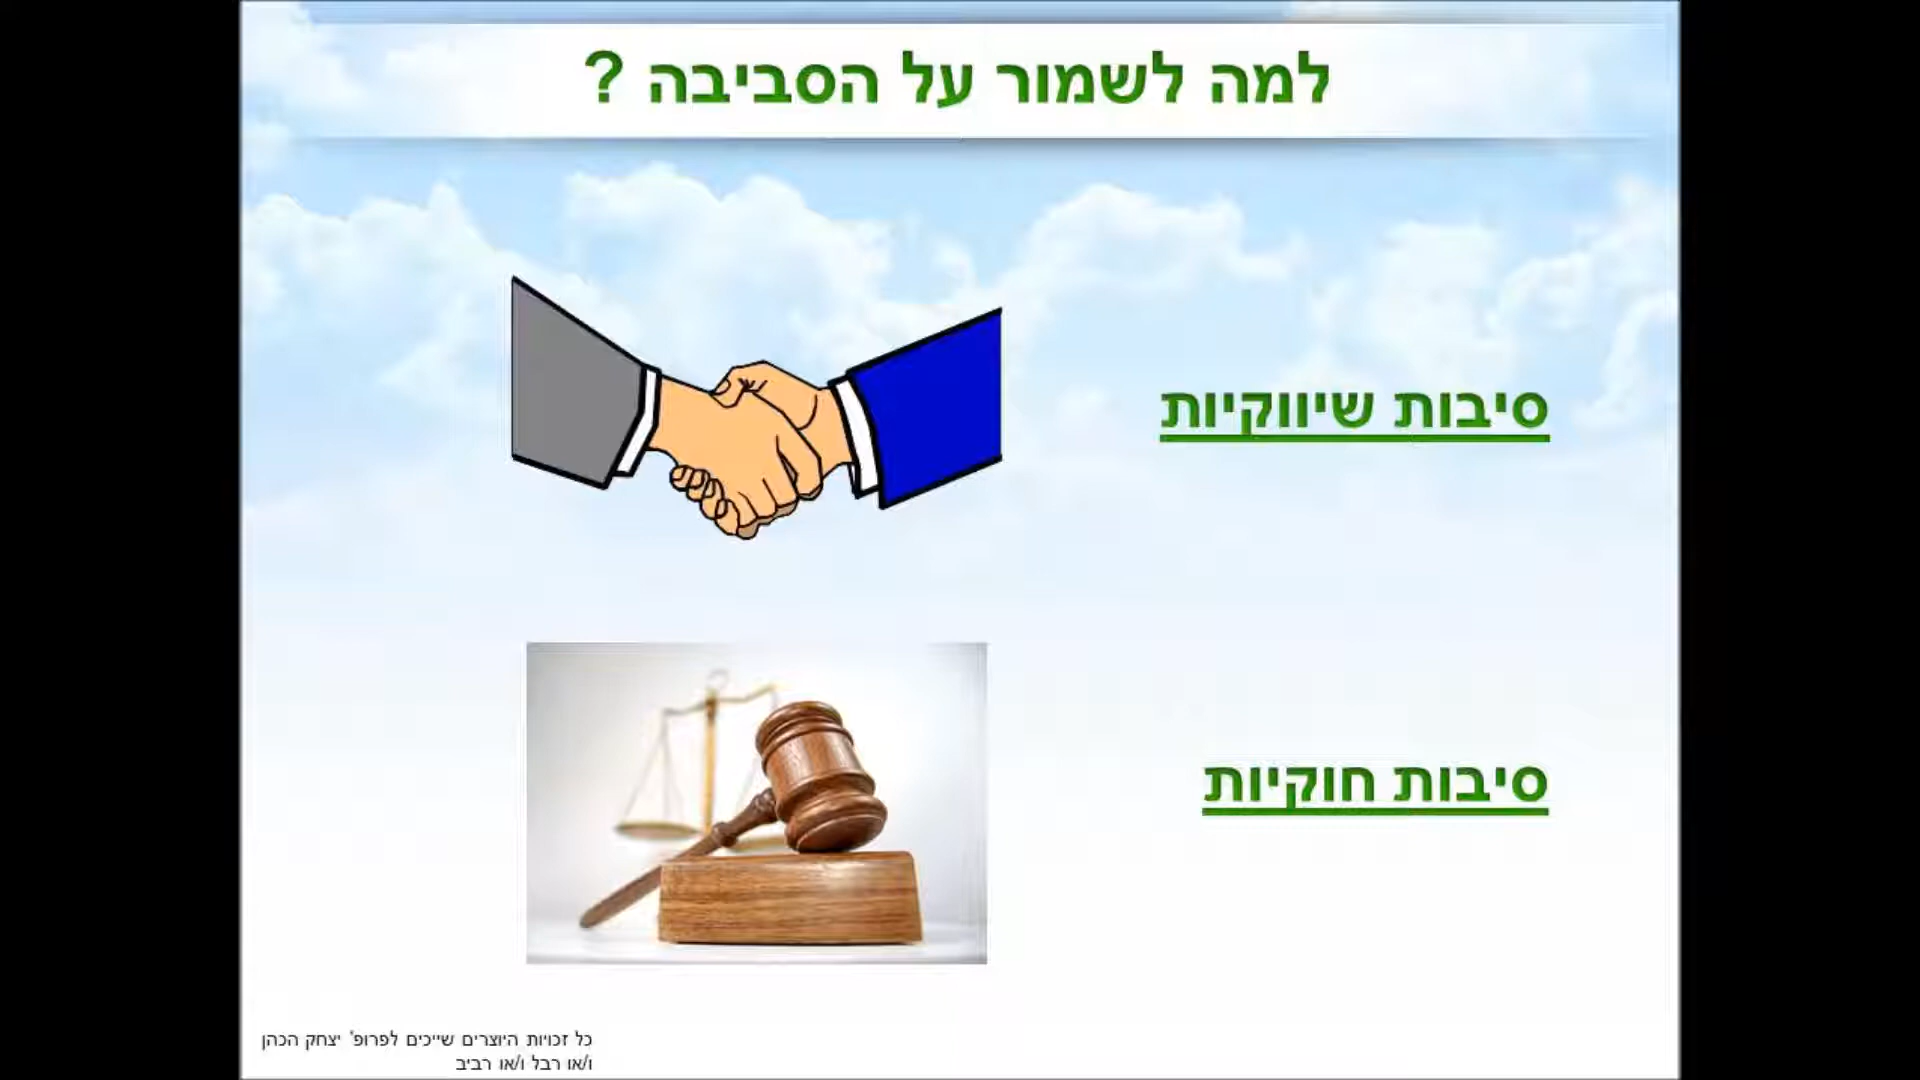 למה לשמור על הסביבה ?
סיבות שיווקיות
סיבות חוקיות
כל זכויות היוצרים שייכים לפרופ' יצחק הכהן
ו/או רבל ו/או רביב